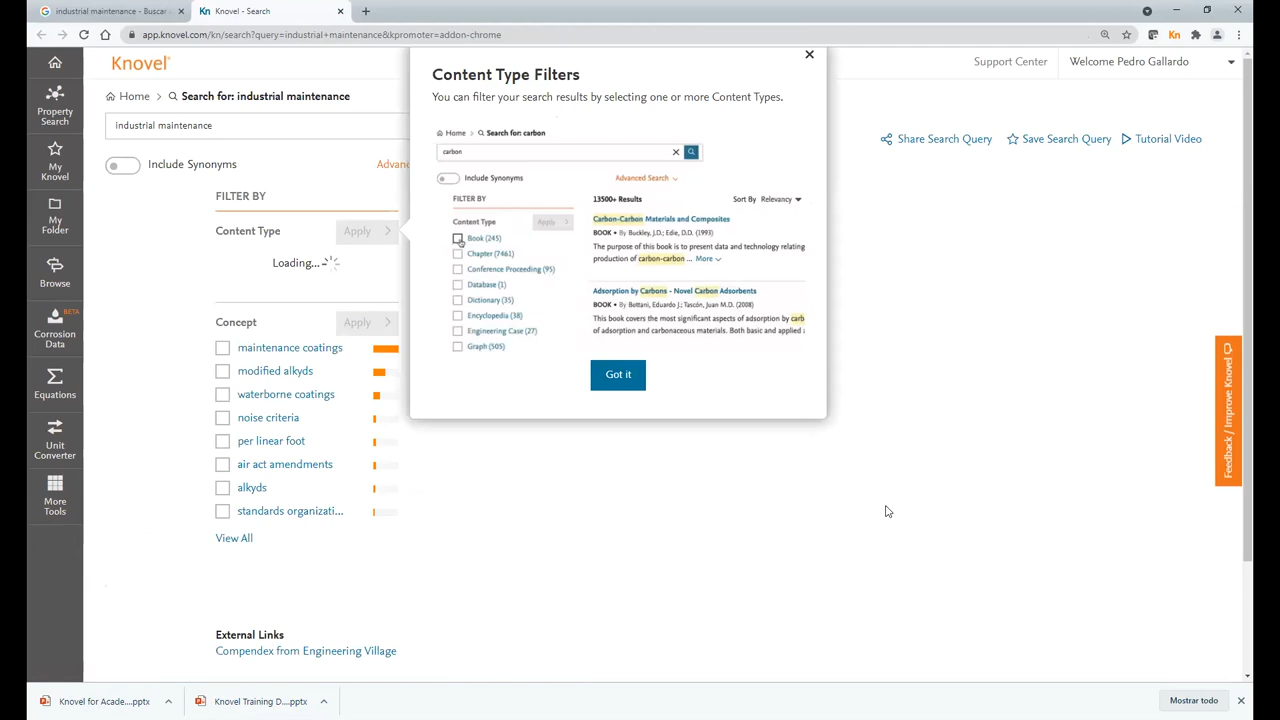 industrial maintenance - Buscar
Kn Knovel - Search
app.knovel.com/kn/search?query=industrial+maintenance&kpromoter=addon-chrome
Kn
Knovel®
Support Center
Welcome Pedro Gallardo
Home > Search for: industrial maintenance
industrial maintenance
Share Search Query
Save Search Query
Tutorial Video
Include Synonyms
Advanc
FILTER BY
Content Type
Apply
Loading...
Concept
Apply
maintenance coatings
modified alkyds
waterborne coatings
noise criteria
per linear foot
air act amendments
alkyds
standards organizati...
View All
External Links
Compendex from Engineering Village
Property
Search
My
Knovel
My
Folder
Browse
BETA
Corrosion
Data
Equations
Unit
Converter
More
Tools
Content Type Filters
You can filter your search results by selecting one or more Content Types.
Home > Search for: carbon
carbon
Include Synonyms
Advanced Search
FILTER BY
13500+ Results
Sort By Relevancy
Content Type
Apply
Book (245)
Chapter (7461)
Conference Proceeding (95)
Database (1)
Dictionary (35)
Encyclopedia (38)
Engineering Case (27)
Graph (505)
Carbon-Carbon Materials and Composites
BOOK • By Buckley, J.D.; Edie, D.D. (1993)
The purpose of this book is to present data and technology relating
production of carbon-carbon ... More
Adsorption by Carbons - Novel Carbon Adsorbents
BOOK • By Bottani, Eduardo J.; Tascón, Juan M.D. (2008)
This book covers the most significant aspects of adsorption by carb
of adsorption and carbonaceous materials. Both basic and applied a
Got it
Feedback / Improve Knovel
Knovel for Acade....pptx
Knovel Training D....pptx
Mostrar todo